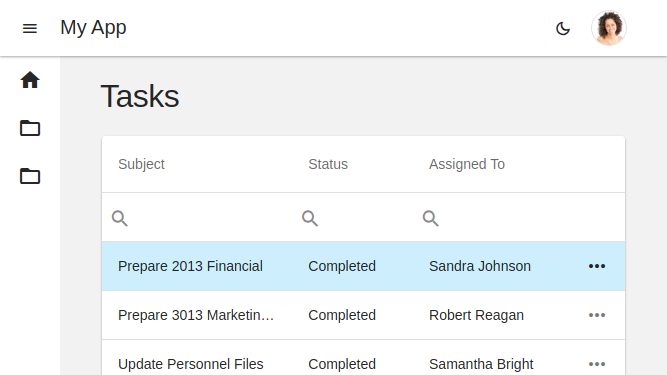 My App
Tasks
Subject Status Assigned To
Prepare 2013 Financial Completed Sandra Johnson
Prepare 3013 Marketin… Completed Robert Reagan
Update Personnel Files Completed Samantha Bright